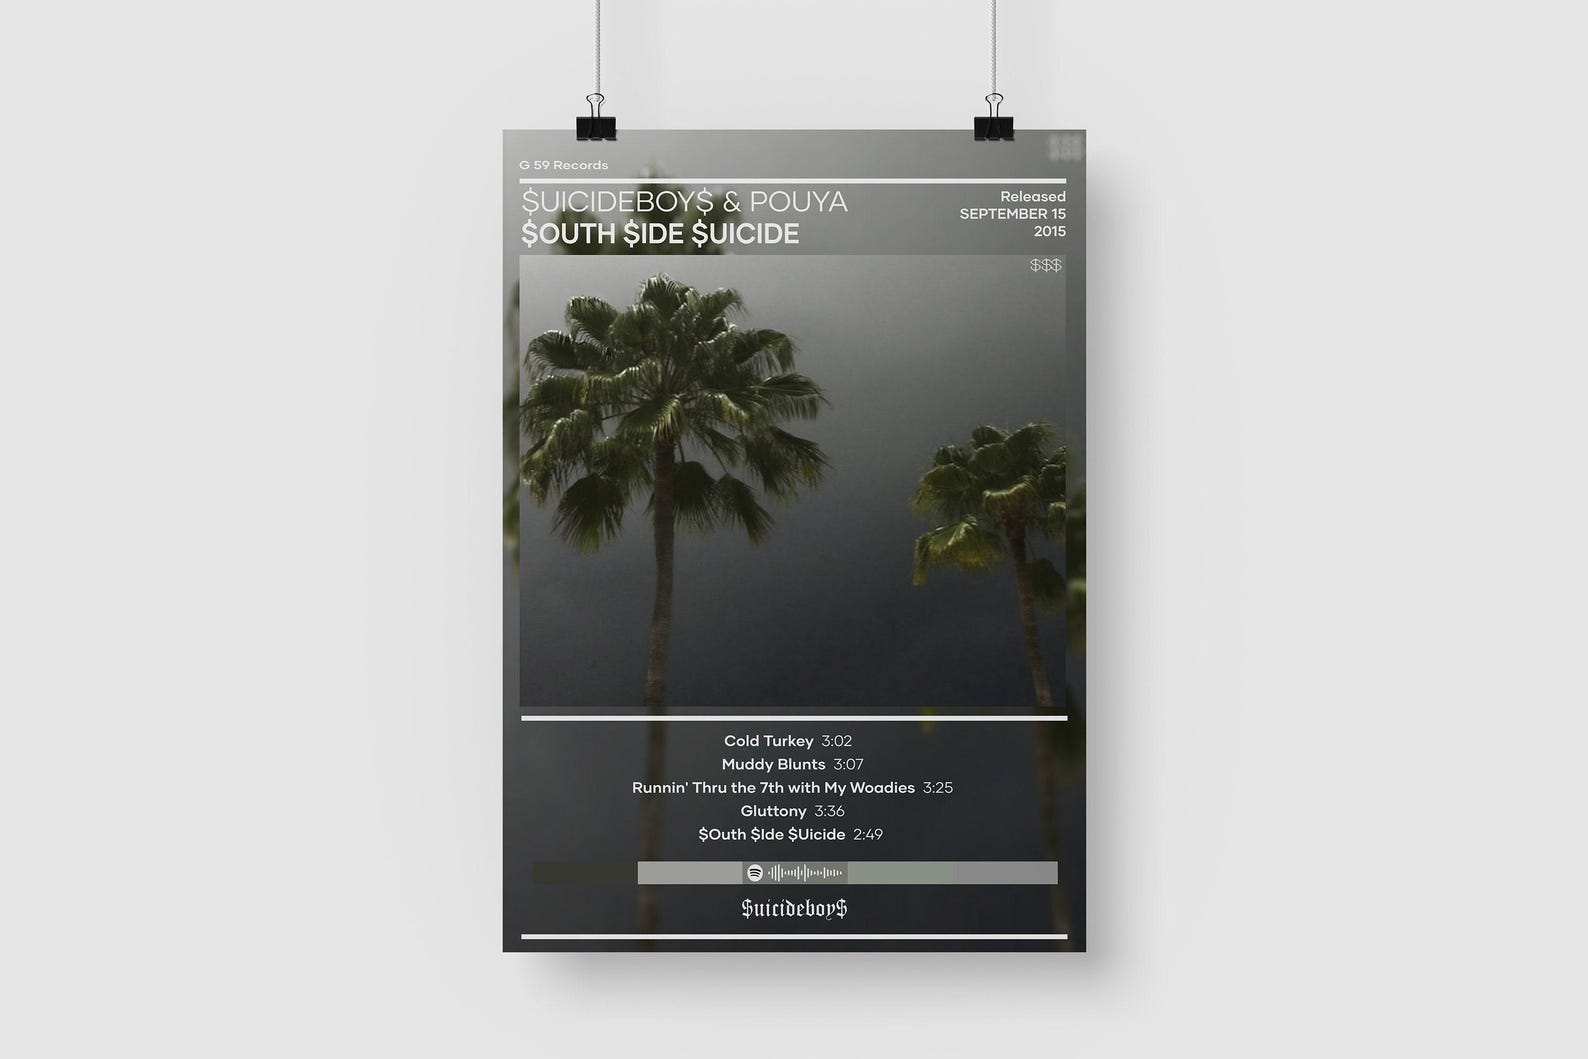 G 59 Records
$UICIDEBOY$ & POUYA
$OUTH $IDE $UICIDE
Released
SEPTEMBER 15
2015
$$$
Cold Turkey 3:02
Muddy Blunts 3:07
Runnin' Thru the 7th with My Woadies 3:25
Gluttony 3:36
$Outh $Ide $Uicide 2:49
$uicideboy$